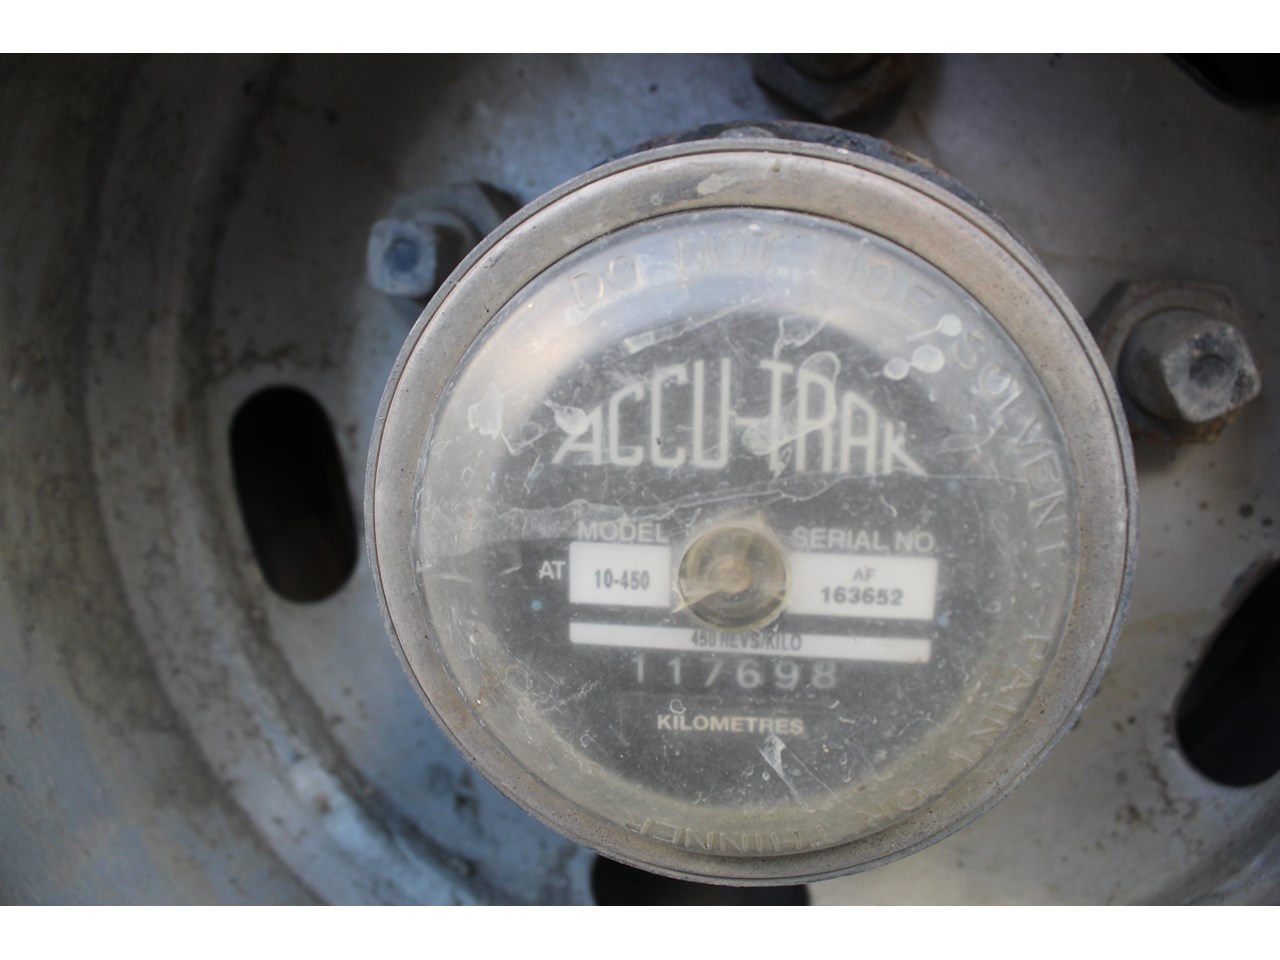 DO NOT USE SOLVENT, PAINT OR THINNER
ACCU-TRAK
MODEL SERIAL NO.
AT 10-450 AF
163652
450 REVS/KILO
117698
KILOMETRES